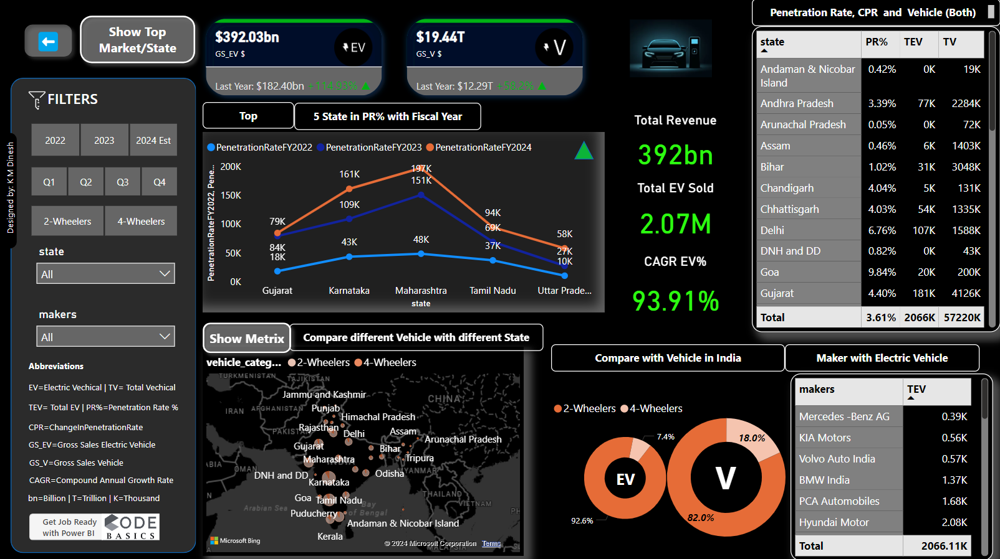 Show Top
Market/State
FILTERS
2022
2023
2024 Est
Q1
Q2
Q3
Q4
2-Wheelers
4-Wheelers
state
All
makers
All
Abbreviations
EV=Electric Vechical | TV= Total Vechical
TEV= Total EV | PR%=Penetration Rate %
CPR=ChangeInPenetrationRate
GS_EV=Gross Sales Electric Vehicle
GS_V=Gross Sales Vehicle
CAGR=Compound Annual Growth Rate
bn=Billion | T=Trillion | K=Thousand
Get Job Ready
with Power BI
CODE
BASICS
Designed by: K M Dinesh
$392.03bn
GS_EV $
EV
Last Year: $182.40bn +114.93%
$19.44T
GS_V $
V
Last Year: $12.29T +58.2%
Top
5 State in PR% with Fiscal Year
PenetrationRateFY2022 PenetrationRateFY2023 PenetrationRateFY2024
PenetrationRateFY2022, Pene...
200K
150K
100K
50K
0K
79K
84K
18K
161K
109K
43K
197K
151K
48K
94K
69K
37K
58K
27K
10K
Gujarat
Karnataka
Maharashtra
Tamil Nadu
Uttar Prade...
state
Total Revenue
392bn
Total EV Sold
2.07M
CAGR EV%
93.91%
Penetration Rate, CPR and Vehicle (Both)
state PR% TEV TV
Andaman & Nicobar
Island 0.42% 0K 19K
Andhra Pradesh 3.39% 77K 2284K
Arunachal Pradesh 0.05% 0K 72K
Assam 0.46% 6K 1403K
Bihar 1.02% 31K 3048K
Chandigarh 4.04% 5K 131K
Chhattisgarh 4.03% 54K 1335K
Delhi 6.76% 107K 1588K
DNH and DD 0.82% 0K 43K
Goa 9.84% 20K 200K
Gujarat 4.40% 181K 4126K
Total 3.61% 2066K 57220K
Show Metrix
Compare different Vehicle with different State
vehicle_categ... 2-Wheelers 4-Wheelers
TURKMENISTAN
TAJIKISTAN
Jammu and Kashmir
CHINA
IRAN
AFGHANISTAN
Punjab
Himachal Pradesh
PAKIST
Rajasthan
Delhi
Assam
Arunachal Pradesh
Gujarat
Bihar
Maharashtra
INDIA
Tripura
OMAN
DNH and DD
Karnataka
Odisha
MYANMAR
Goa
Tamil Nadu
THAILAND
VIETNAM
Arabian Sea
Bay
of Bengal
Puducherry
Andaman & Nicobar Island
Kerala
Microsoft Bing
© 2024 Microsoft Corporation Terms
MALAYSIA
Compare with Vehicle in India
2-Wheelers 4-Wheelers
7.4%
EV
92.6%
18.0%
V
82.0%
Maker with Electric Vehicle
makers TEV
Mercedes -Benz AG 0.39K
KIA Motors 0.56K
Volvo Auto India 0.57K
BMW India 1.37K
PCA Automobiles 1.68K
Hyundai Motor 2.08K
Total 2066.11K